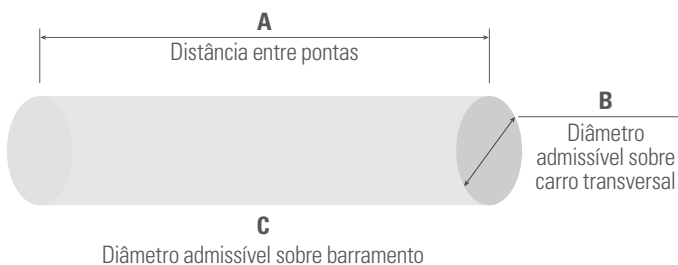 A
Distância entre pontas
B
Diâmetro
admissível sobre
carro transversal
C
Diâmetro admissível sobre barramento